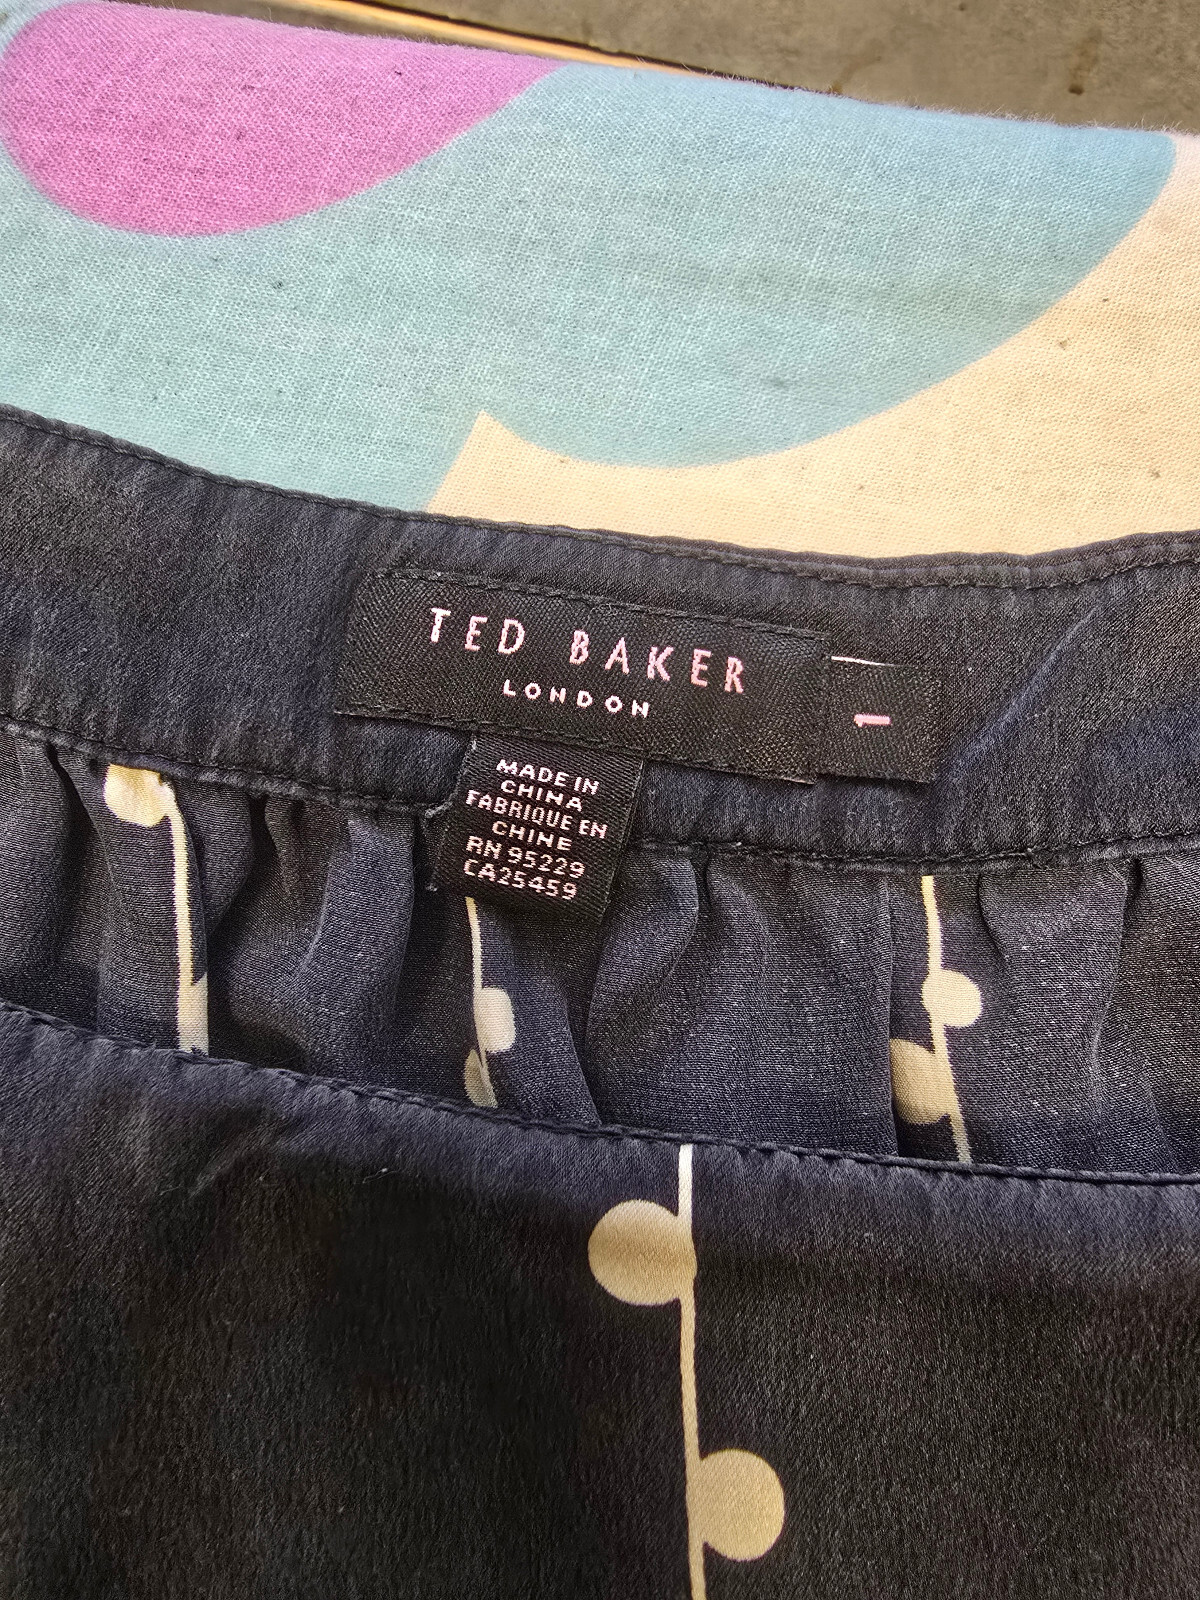 TED BAKER
LONDON
1
MADE IN
CHINA
FABRIQUE EN
CHINE
RN 95229
CA25459